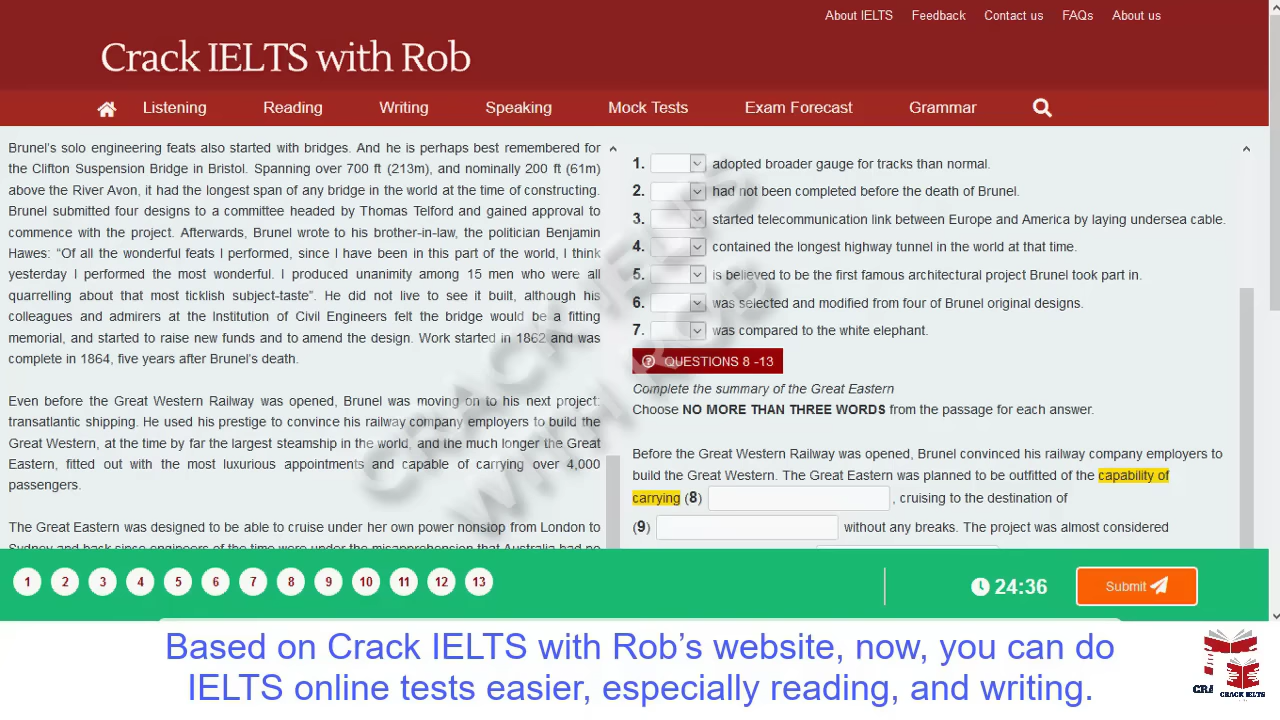 About IELTS Feedback Contact us FAQs About us
Crack IELTS with Rob
Listening Reading Writing Speaking Mock Tests Exam Forecast Grammar
Brunel's solo engineering feats also started with bridges. And he is perhaps best remembered for
the Clifton Suspension Bridge in Bristol. Spanning over 700 ft (213m), and nominally 200 ft (61m)
above the River Avon, it had the longest span of any bridge in the world at the time of constructing.
Brunel submitted four designs to a committee headed by Thomas Telford and gained approval to
commence with the project. Afterwards, Brunel wrote to his brother-in-law, the politician Benjamin
Hawes: “Of all the wonderful feats I performed, since I have been in this part of the world, I think
yesterday I performed the most wonderful. I produced unanimity among 15 men who were all
quarrelling about that most ticklish subject-taste”. He did not live to see it built, although his
colleagues and admirers at the Institution of Civil Engineers felt the bridge would be a fitting
memorial, and started to raise new funds and to amend the design. Work started in 1862 and was
complete in 1864, five years after Brunel's death.
Even before the Great Western Railway was opened, Brunel was moving on to his next project:
transatlantic shipping. He used his prestige to convince his railway company employers to build the
Great Western, at the time by far the largest steamship in the world, and the much longer the Great
Eastern, fitted out with the most luxurious appointments and capable of carrying over 4,000
passengers.
The Great Eastern was designed to be able to cruise under her own power nonstop from London to
Sydney and back since engineers of the time were under the misapprehension that Australia had no
1. adopted broader gauge for tracks than normal.
2. had not been completed before the death of Brunel.
3. started telecommunication link between Europe and America by laying undersea cable.
4. contained the longest highway tunnel in the world at that time.
5. is believed to be the first famous architectural project Brunel took part in.
6. was selected and modified from four of Brunel original designs.
7. was compared to the white elephant.
QUESTIONS 8 -13
Complete the summary of the Great Eastern
Choose NO MORE THAN THREE WORDS from the passage for each answer.
Before the Great Western Railway was opened, Brunel convinced his railway company employers to
build the Great Western. The Great Eastern was planned to be outfitted of the capability of
carrying (8) , cruising to the destination of
(9) without any breaks. The project was almost considered
CRACK IELTS
WITH ROB
1 2 3 4 5 6 7 8 9 10 11 12 13
24:36 Submit
Based on Crack IELTS with Rob's website, now, you can do
IELTS online tests easier, especially reading, and writing.
CRACK IELTS